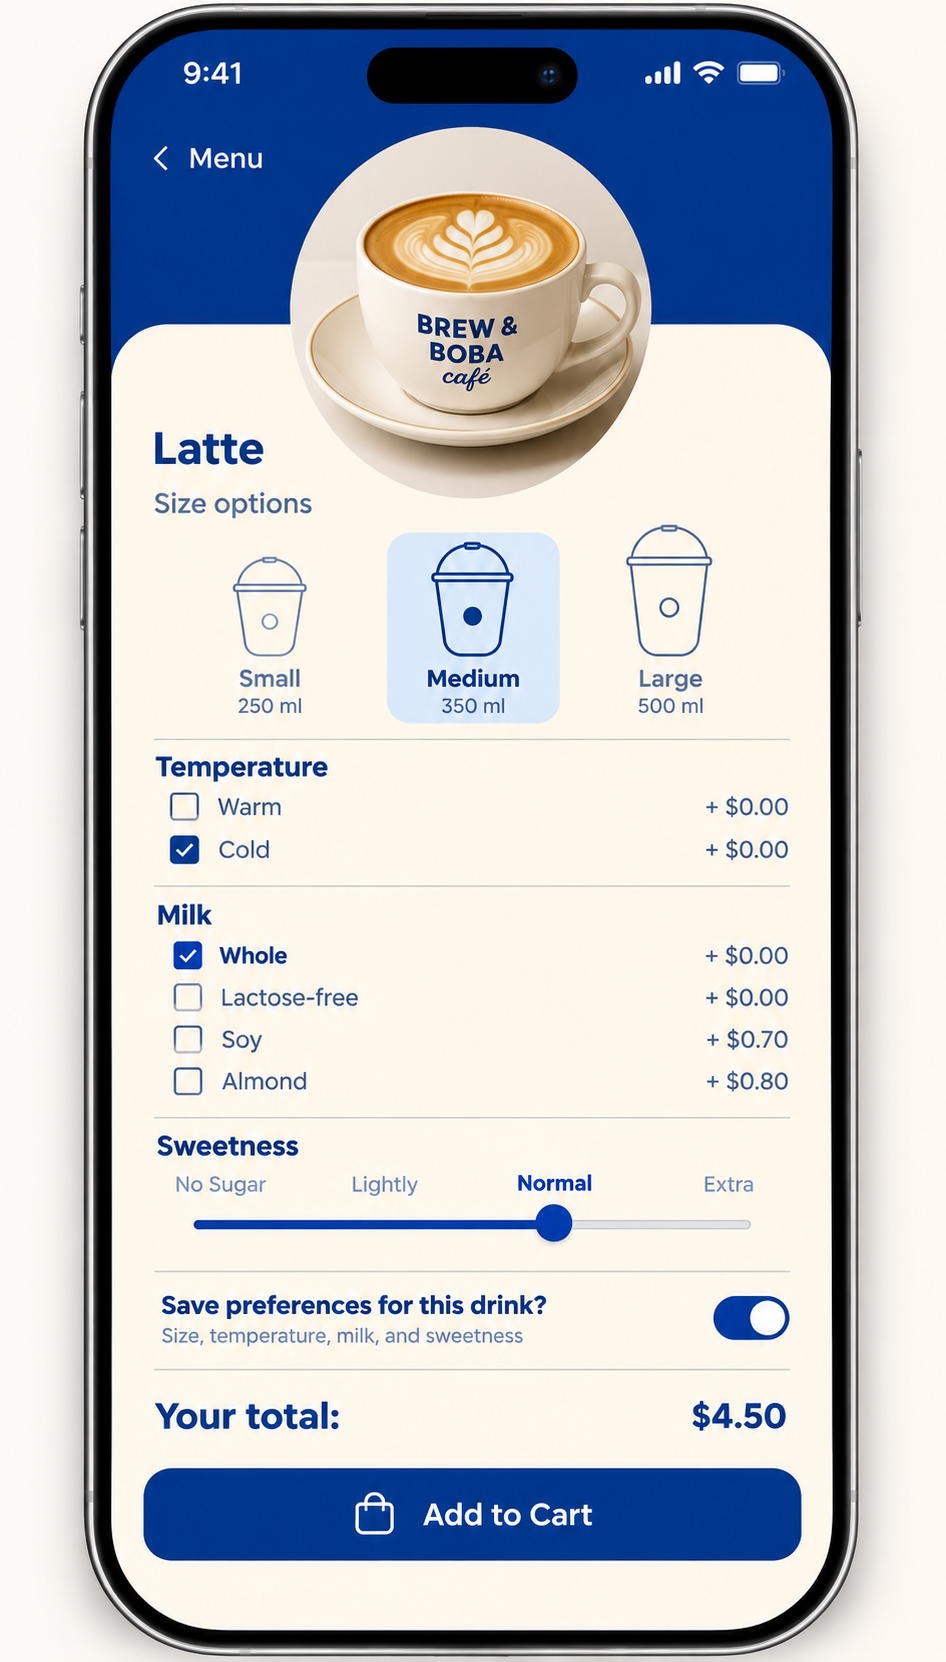 9:41
Menu
BREW &
BOBA
café
Latte
Size options
Small
250 ml
Medium
350 ml
Large
500 ml
Temperature
Warm + $0.00
Cold + $0.00
Milk
Whole + $0.00
Lactose-free + $0.00
Soy + $0.70
Almond + $0.80
Sweetness
No Sugar Lightly Normal Extra
Save preferences for this drink?
Size, temperature, milk, and sweetness
Your total: $4.50
Add to Cart